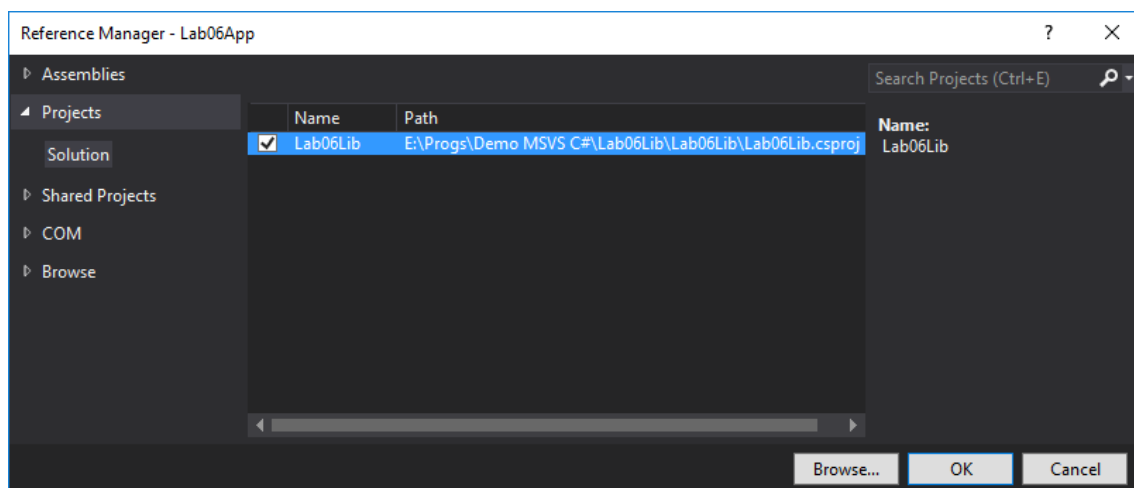 Reference Manager - Lab06App
? 
Assemblies
Projects
Solution
Shared Projects
COM
Browse
Name Path
Lab06Lib E:\Progs\Demo MSVS C#\Lab06Lib\Lab06Lib\Lab06Lib.csproj
Search Projects (Ctrl+E)
Name:
Lab06Lib
Browse... OK Cancel